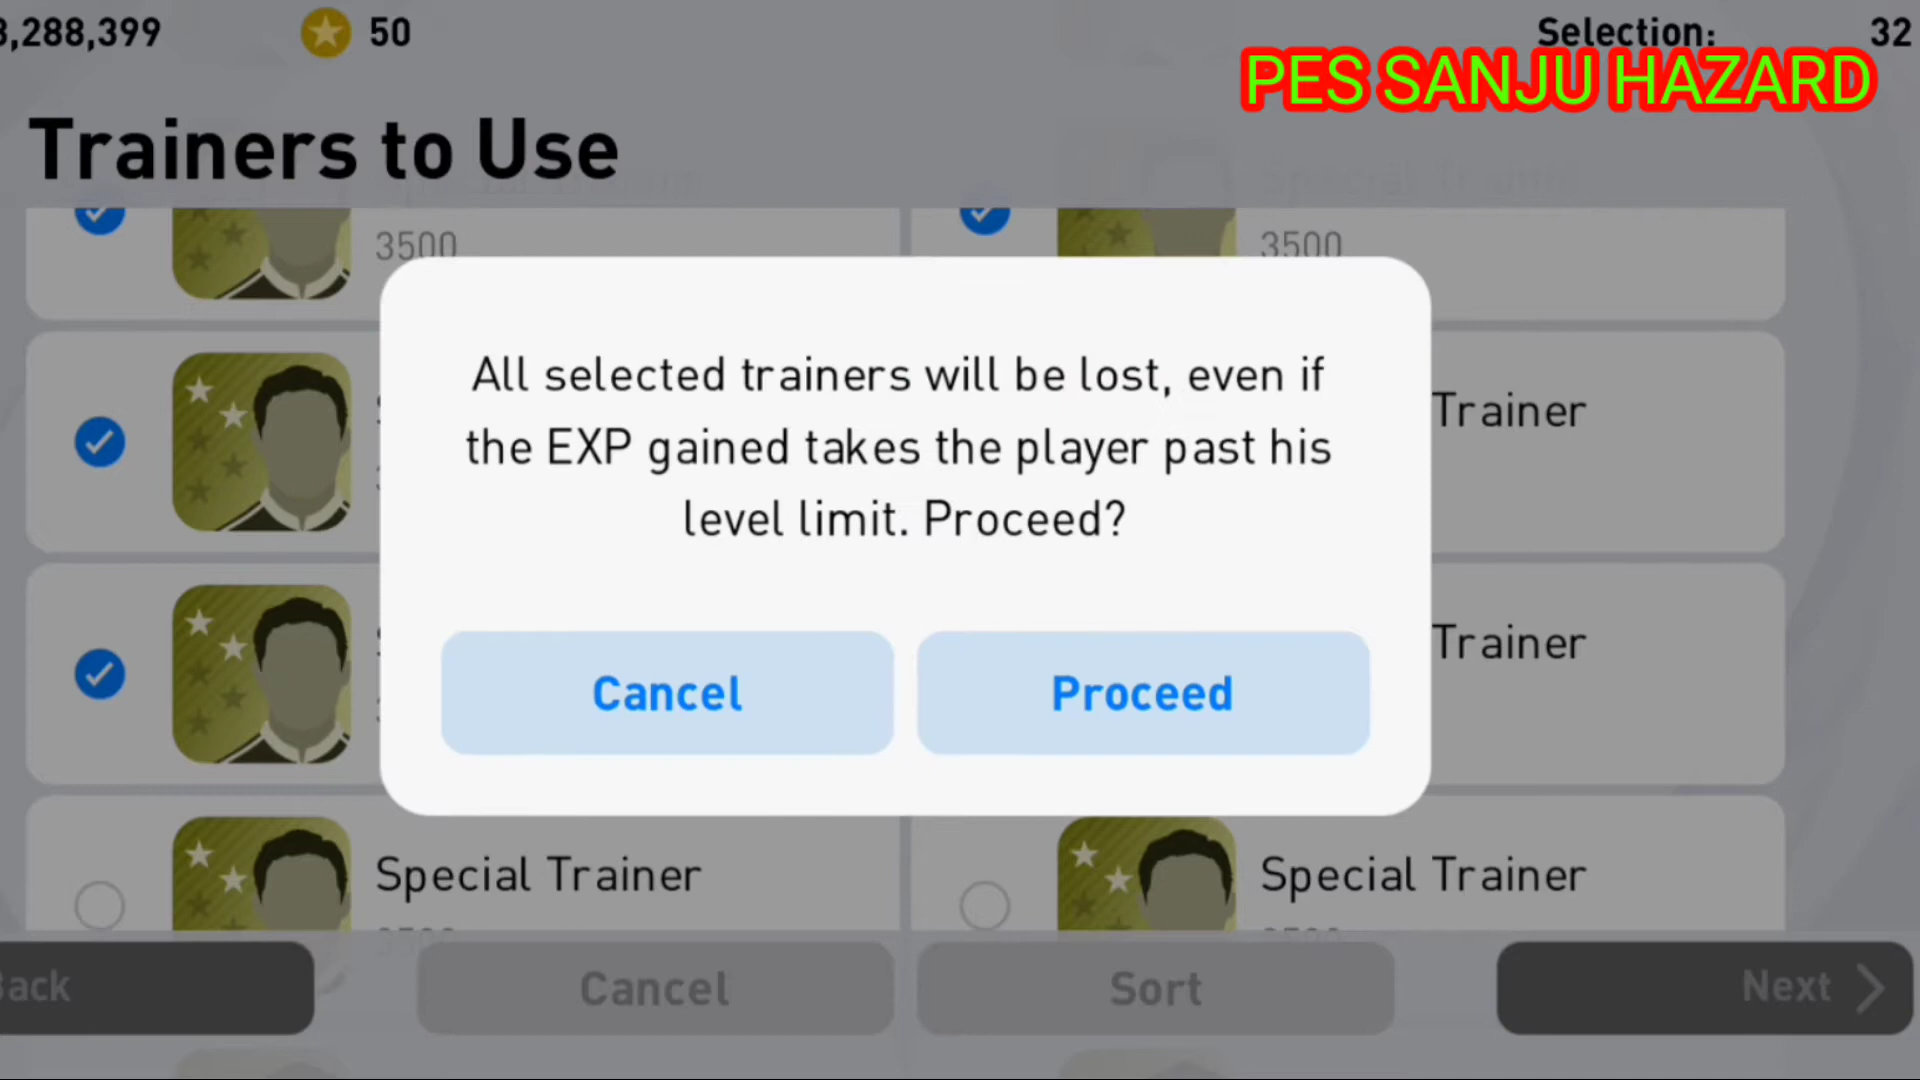 3,288,399 50 Selection: 32
PES SANJU HAZARD
Trainers to Use
3500 3500
All selected trainers will be lost, even if
the EXP gained takes the player past his
level limit. Proceed?
Trainer
Trainer
Cancel Proceed
Special Trainer Special Trainer
Back Cancel Sort Next